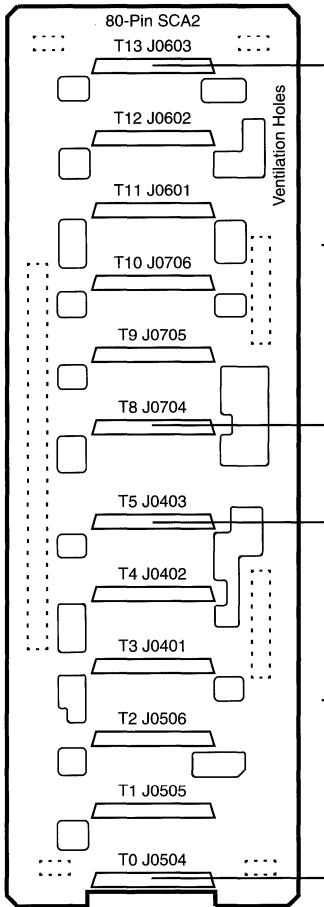 80-Pin SCA2
T13 J0603
Ventilation Holes
T12 J0602
T11 J0601
T10 J0706
T9 J0705
T8 J0704
T5 J0403
T4 J0402
T3 J0401
T2 J0506
T1 J0505
T0 J0504